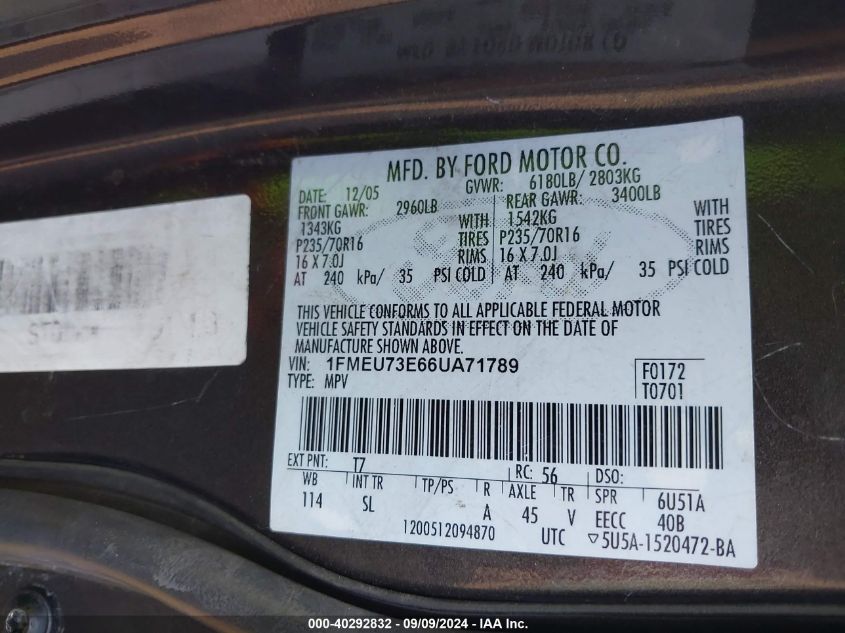 MFD. BY FORD MOTOR CO.
DATE: 12/05 GVWR: 6180LB/ 2803KG
FRONT GAWR: 2960LB REAR GAWR: 3400LB
1343KG WITH 1542KG WITH
P235/70R16 TIRES P235/70R16 TIRES
16 X 7.0J RIMS 16 X 7.0J RIMS
AT 240 kPa/ 35 PSI COLD AT 240 kPa/ 35 PSI COLD
THIS VEHICLE CONFORMS TO ALL APPLICABLE FEDERAL MOTOR
VEHICLE SAFETY STANDARDS IN EFFECT ON THE DATE OF
MANUFACTURE SHOWN ABOVE.
VIN: 1FMEU73E66UA71789 F0172
TYPE: MPV T0701
EXT PNT: T7 RC: 56 DSO:
WB INT TR TP/PS R AXLE TR SPR 6U51A
114 SL A 45 V EECC 40B
1200512094870 UTC ▽5U5A-1520472-BA
000-40292832 - 09/09/2024 - IAA Inc.